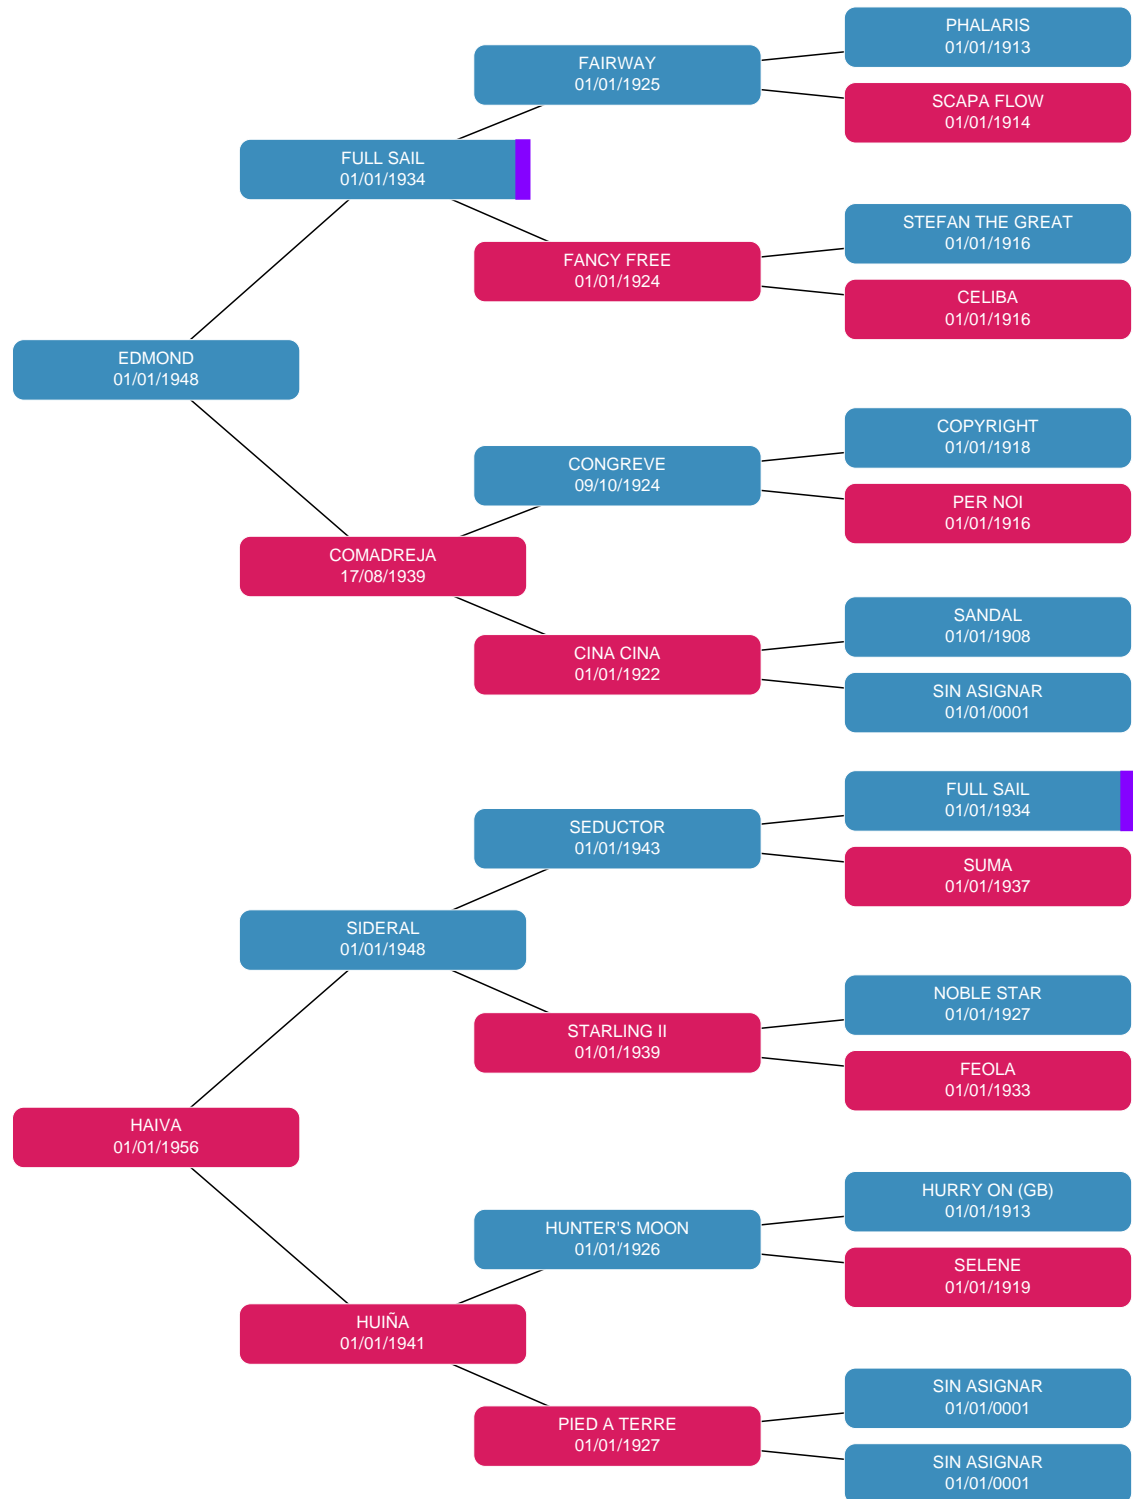 PHALARIS
01/01/1913
FAIRWAY
01/01/1925
SCAPA FLOW
01/01/1914
FULL SAIL
01/01/1934
STEFAN THE GREAT
01/01/1916
FANCY FREE
01/01/1924
CELIBA
01/01/1916
EDMOND
01/01/1948
COPYRIGHT
01/01/1918
CONGREVE
09/10/1924
PER NOI
01/01/1916
COMADREJA
17/08/1939
SANDAL
01/01/1908
CINA CINA
01/01/1922
SIN ASIGNAR
01/01/0001
FULL SAIL
01/01/1934
SEDUCTOR
01/01/1943
SUMA
01/01/1937
SIDERAL
01/01/1948
NOBLE STAR
01/01/1927
STARLING II
01/01/1939
FEOLA
01/01/1933
HAIVA
01/01/1956
HURRY ON (GB)
01/01/1913
HUNTER'S MOON
01/01/1926
SELENE
01/01/1919
HUIÑA
01/01/1941
SIN ASIGNAR
01/01/0001
PIED A TERRE
01/01/1927
SIN ASIGNAR
01/01/0001